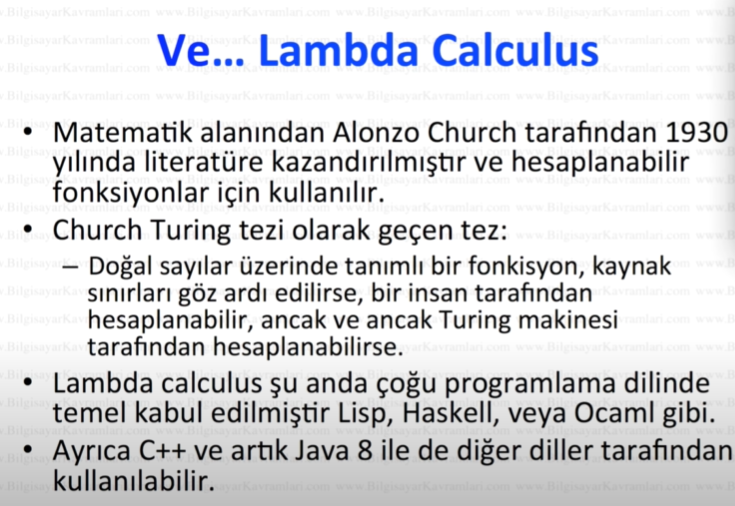 Ve... Lambda Calculus
• Matematik alanından Alonzo Church tarafından 1930
yılında literatüre kazandırılmıştır ve hesaplanabilir
fonksiyonlar için kullanılır.
• Church Turing tezi olarak geçen tez:
– Doğal sayılar üzerinde tanımlı bir fonkisyon, kaynak
sınırları göz ardı edilirse, bir insan tarafından
hesaplanabilir, ancak ve ancak Turing makinesi
tarafından hesaplanabilirse.
• Lambda calculus şu anda çoğu programlama dilinde
temel kabul edilmiştir Lisp, Haskell, veya Ocaml gibi.
• Ayrıca C++ ve artık Java 8 ile de diğer diller tarafından
kullanılabilir.